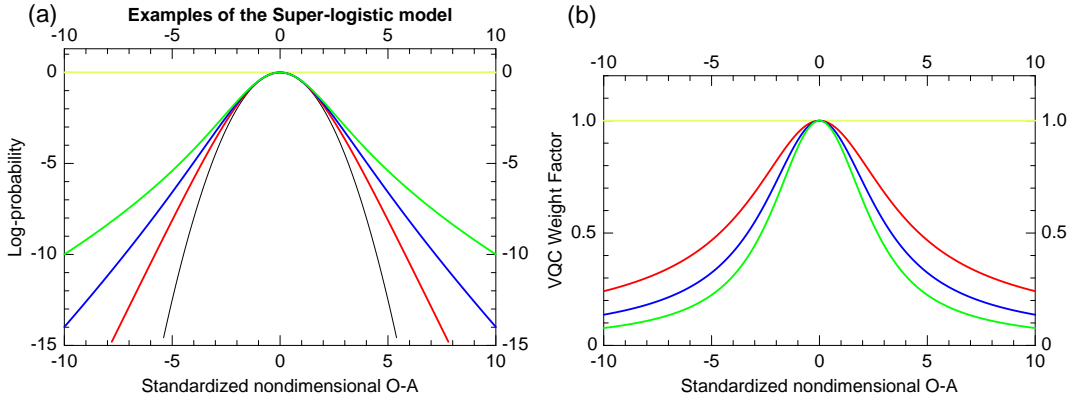 (a)
Examples of the Super-logistic model
-10 -5 0 5 10
0 0
-5 -5
-10 -10
-15 -15
Log-probability
-10 -5 0 5 10
Standardized nondimensional O-A
(b)
-10 -5 0 5 10
1.0 1.0
0.5 0.5
0 0
VQC Weight Factor
-10 -5 0 5 10
Standardized nondimensional O-A